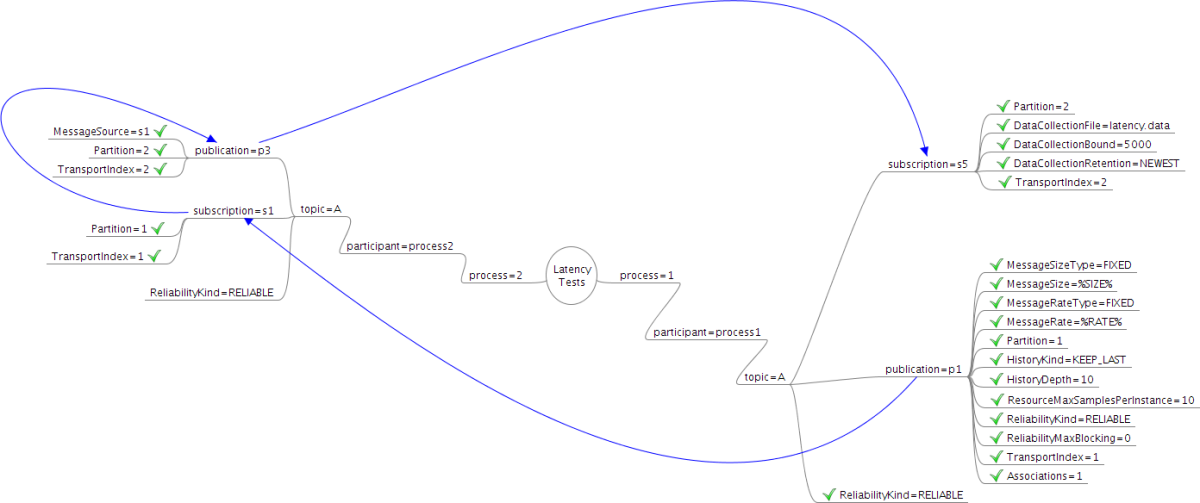 MessageSource=s1
Partition=2
TransportIndex=2
publication=p3
subscription=s1
Partition=1
TransportIndex=1
ReliabilityKind=RELIABLE
topic=A
participant=process2
process=2
Latency
Tests
process=1
participant=process1
topic=A
subscription=s5
Partition=2
DataCollectionFile=latency.data
DataCollectionBound=5000
DataCollectionRetention=NEWEST
TransportIndex=2
publication=p1
MessageSizeType=FIXED
MessageSize=%SIZE%
MessageRateType=FIXED
MessageRate=%RATE%
Partition=1
HistoryKind=KEEP_LAST
HistoryDepth=10
ResourceMaxSamplesPerInstance=10
ReliabilityKind=RELIABLE
ReliabilityMaxBlocking=0
TransportIndex=1
Associations=1
ReliabilityKind=RELIABLE